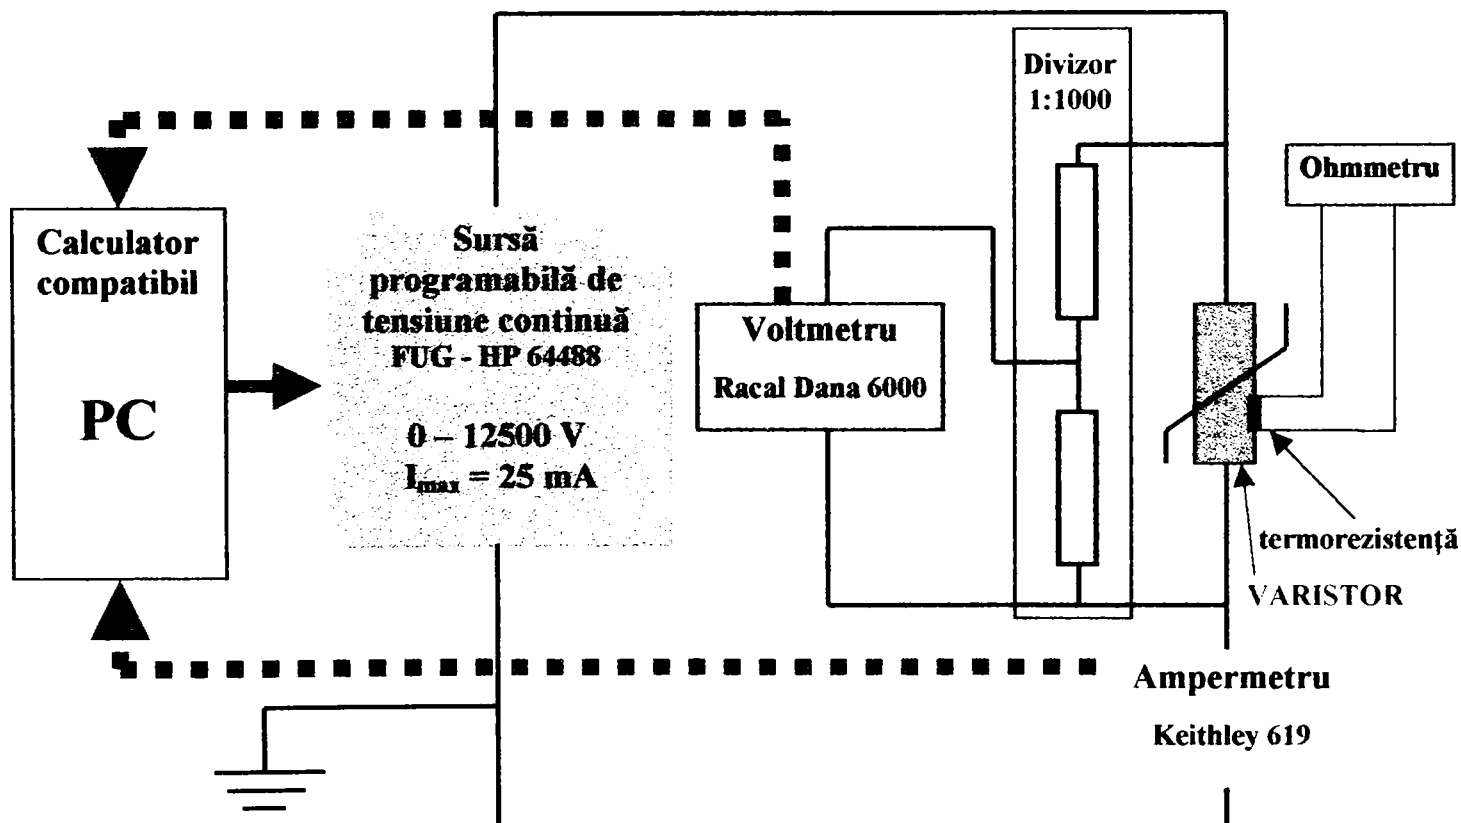 Divizor
1:1000
Ohmmetru
Calculator
compatibil
PC
Sursă
programabilă de
tensiune continuă
FUG - HP 64488
0 – 12500 V
Imax = 25 mA
Voltmetru
Racal Dana 6000
termorezistență
VARISTOR
Ampermetru
Keithley 619